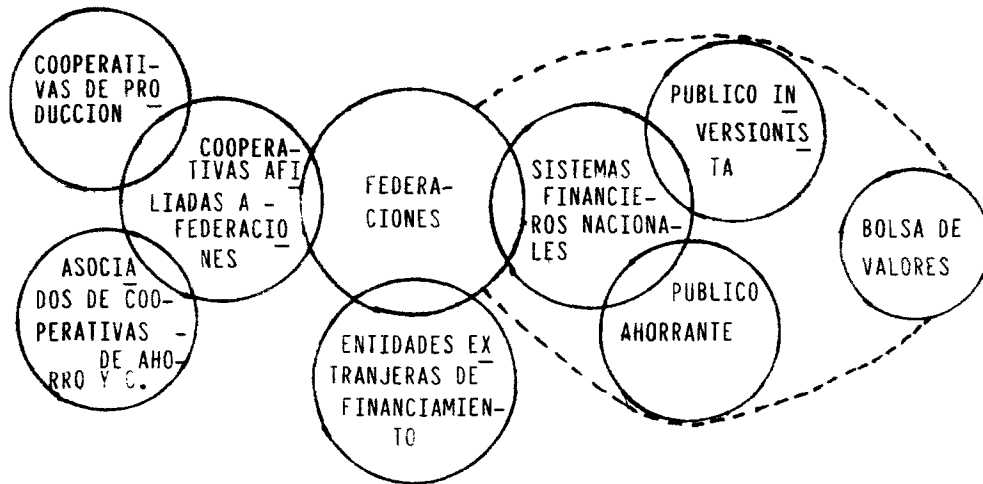 COOPERATI-
VAS DE PRO
DUCCION
COOPERA-
TIVAS AFI
LIADAS A -
FEDERACIO
NES
ASOCIA
DOS DE COO-
PERATIVAS -
DE AHO-
RRO Y C.
FEDERA-
CIONES
ENTIDADES EX
TRANJERAS DE
FINANCIAMIEN-
TO
SISTEMAS
FINANCIE-
ROS NACIONA-
LES
PUBLICO IN
VERSIONIS
TA
PUBLICO
AHORRANTE
BOLSA DE
VALORES